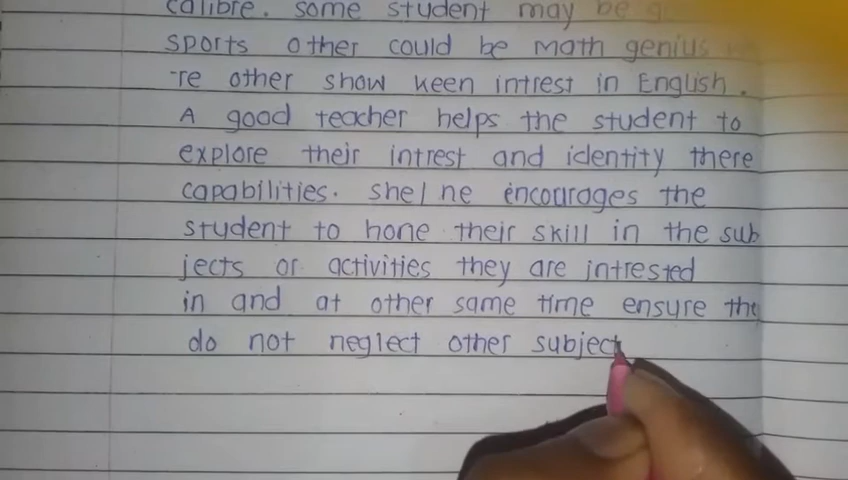 calibre. some student may be
sports other could be math genius
-re other show keen intrest in English.
A good teacher helps the student to
explore their intrest and identity there
capabilities. she/ he encourages the
student to hone their skill in the sub
jects or activities they are intrested
in and at other same time ensure the
do not neglect other subject